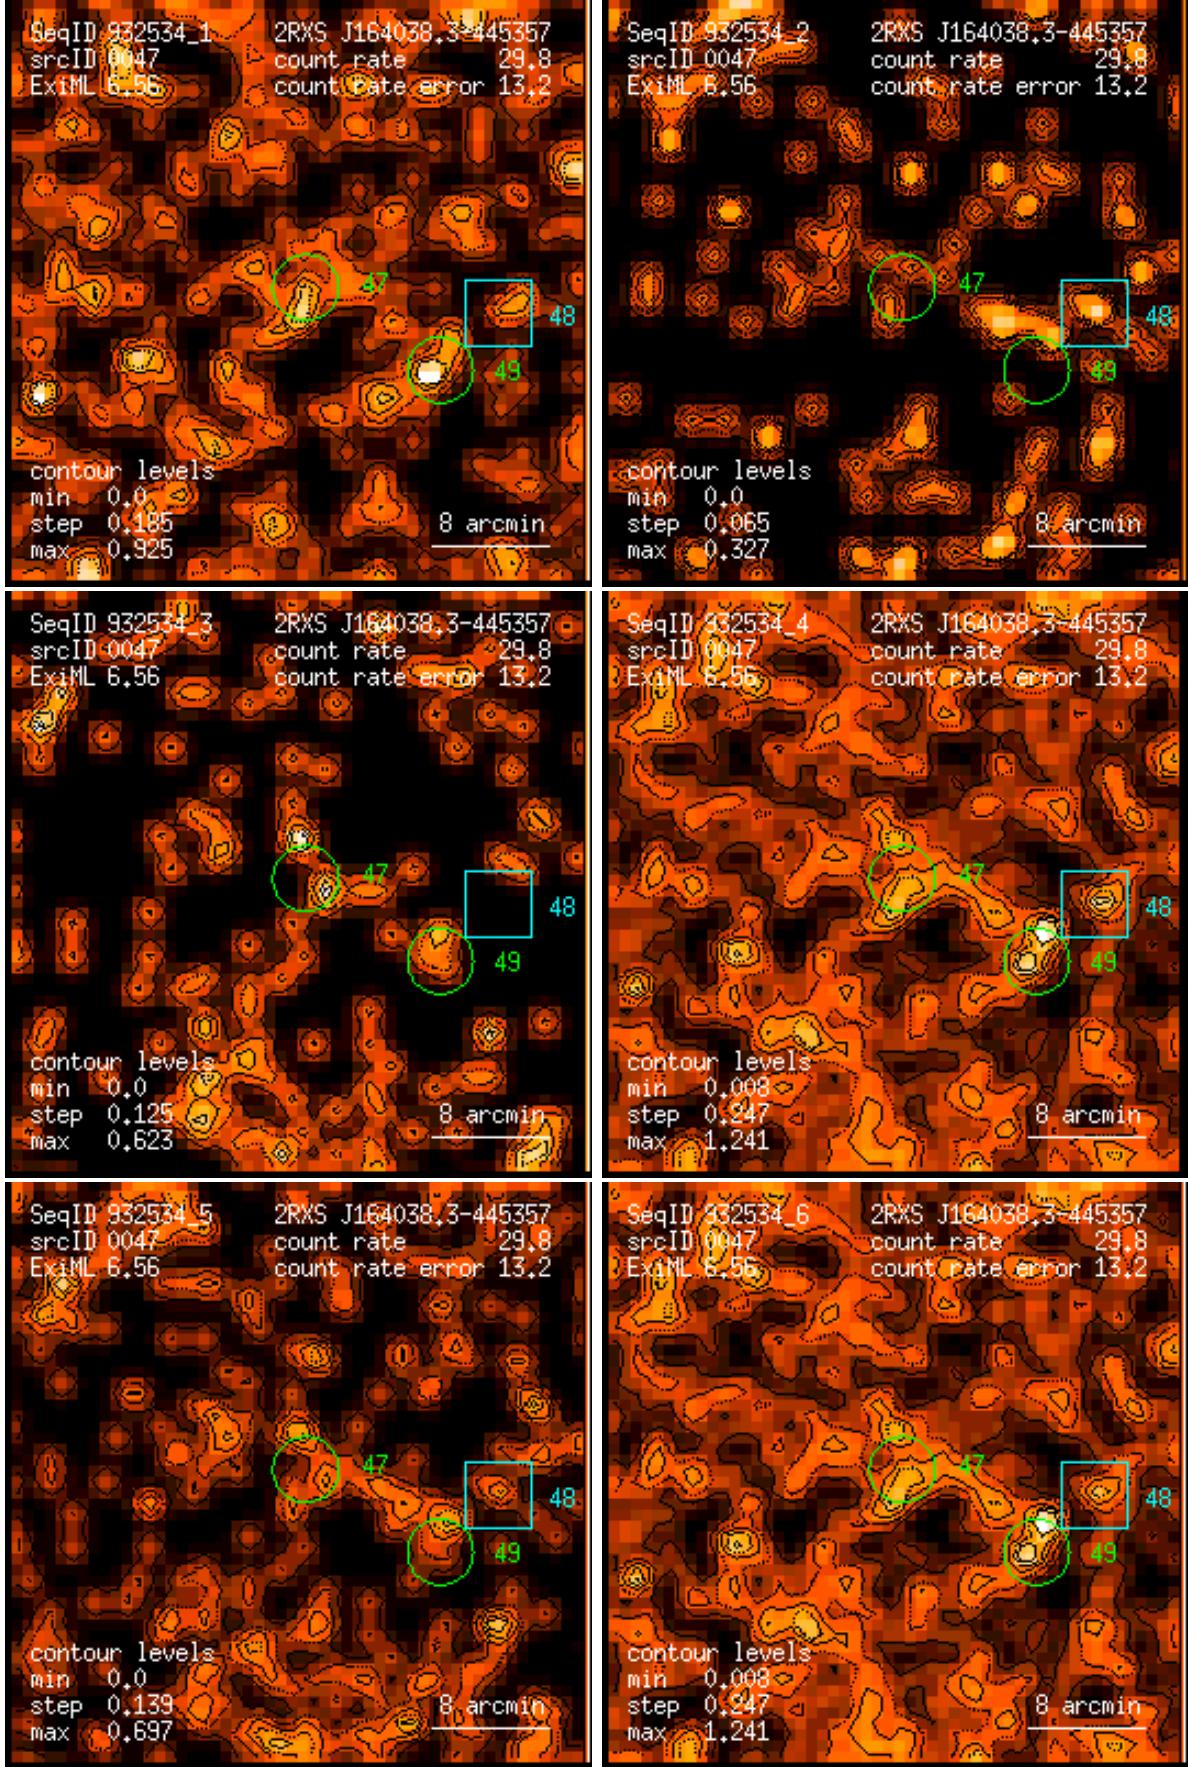 SeqID 932534_1 2RXS J164038.3-445357
srcID 0047 count rate 29.8
ExiML 6.56 count rate error 13.2
47
48
49
contour levels
min 0.0
step 0.185 8 arcmin
max 0.925
SeqID 932534_2 2RXS J164038.3-445357
srcID 0047 count rate 29.8
ExiML 6.56 count rate error 13.2
47
48
49
contour levels
min 0.0
step 0.065 8 arcmin
max 0.327
SeqID 932534_3 2RXS J164038.3-445357
srcID 0047 count rate 29.8
ExiML 6.56 count rate error 13.2
47
48
49
contour levels
min 0.0
step 0.125 8 arcmin
max 0.623
SeqID 932534_4 2RXS J164038.3-445357
srcID 0047 count rate 29.8
ExiML 6.56 count rate error 13.2
47
48
49
contour levels
min 0.008
step 0.247 8 arcmin
max 1.241
SeqID 932534_5 2RXS J164038.3-445357
srcID 0047 count rate 29.8
ExiML 6.56 count rate error 13.2
47
48
49
contour levels
min 0.0
step 0.139 8 arcmin
max 0.697
SeqID 932534_6 2RXS J164038.3-445357
srcID 0047 count rate 29.8
ExiML 6.56 count rate error 13.2
47
48
49
contour levels
min 0.008
step 0.247 8 arcmin
max 1.241